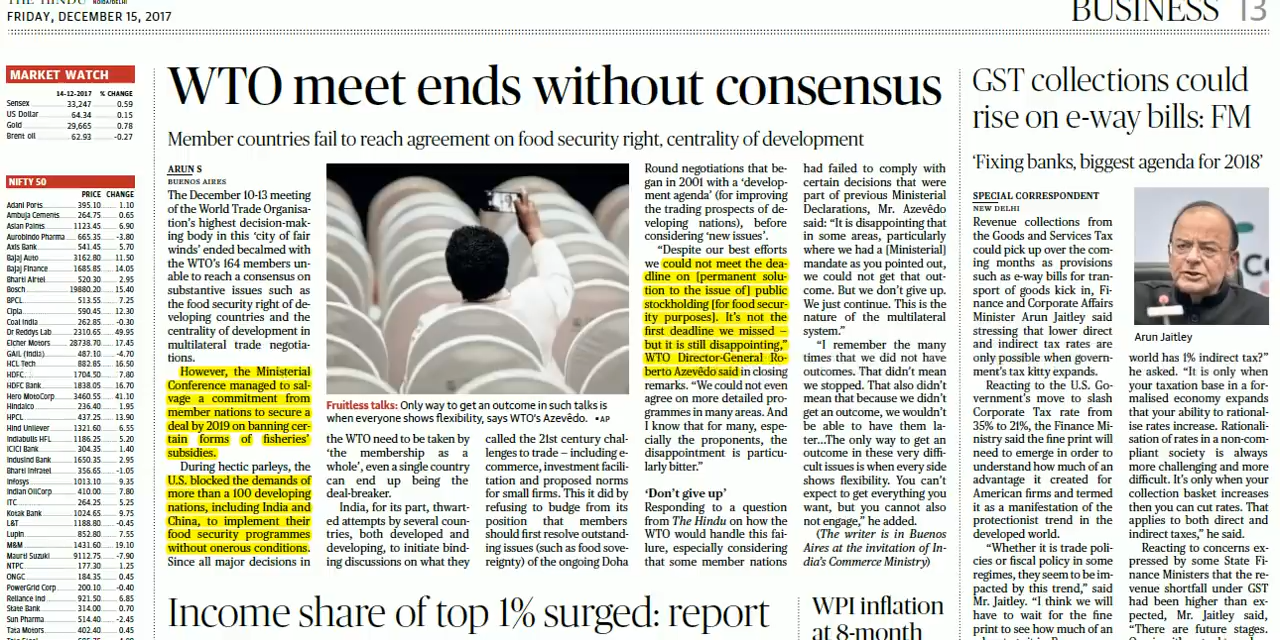 THE HINDU NOIDA/DELHI
FRIDAY, DECEMBER 15, 2017
BUSINESS 13
MARKET WATCH
14-12-2017 % CHANGE
Sensex 33,247 0.59
US Dollar 64.34 0.15
Gold 29,665 0.78
Brent oil 62.93 -0.27
NIFTY 50
PRICE CHANGE
Adani Ports 395.10 1.10
Ambuja Cements 264.75 0.65
Asian Paints 1123.45 6.90
Aurobindo Pharma 665.35 -3.80
Axis Bank 541.45 5.70
Bajaj Auto 3162.80 11.50
Bajaj Finance 1685.85 14.05
Bharti Airtel 520.30 2.95
Bosch 19880.20 15.40
BPCL 513.55 7.25
Cipla 590.45 12.30
Coal India 262.85 -0.30
Dr Reddys Lab 2310.65 49.95
Eicher Motors 28738.70 17.45
GAIL (India) 487.10 -4.70
HCL Tech 882.85 16.50
HDFC 1704.50 7.80
HDFC Bank 1838.05 16.70
Hero MotoCorp 3460.55 41.10
Hindalco 236.40 1.95
HPCL 437.25 13.90
Hind Unilever 1321.60 6.55
Indiabulls HFL 1186.25 5.20
ICICI Bank 304.35 1.40
IndusInd Bank 1650.35 2.95
Bharti Infratel 356.65 -1.05
Infosys 1013.10 9.35
Indian OilCorp 410.00 7.80
ITC 264.25 5.25
Kotak Bank 1024.65 9.75
L&T 1188.80 -0.45
Lupin 852.80 7.55
M&M 1431.60 19.10
Maruti Suzuki 9112.75 -7.90
NTPC 177.30 1.25
ONGC 184.35 0.45
PowerGrid Corp 200.10 -0.40
Reliance Ind 921.50 6.85
State Bank 314.00 0.70
Sun Pharma 514.40 -2.45
Tata Motors 402.40 0.45
WTO meet ends without consensus
Member countries fail to reach agreement on food security right, centrality of development
ARUN S
BUENOS AIRES
The December 10-13 meeting
of the World Trade Organisa-
tion's highest decision-mak-
ing body in this 'city of fair
winds' ended becalmed with
the WTO's 164 members un-
able to reach a consensus on
substantive issues such as
the food security right of de-
veloping countries and the
centrality of development in
multilateral trade negotia-
tions.
However, the Ministerial
Conference managed to sal-
vage a commitment from
member nations to secure a
deal by 2019 on banning cer-
tain forms of fisheries'
subsidies.
During hectic parleys, the
U.S. blocked the demands of
more than a 100 developing
nations, including India and
China, to implement their
food security programmes
without onerous conditions.
Since all major decisions in
Fruitless talks: Only way to get an outcome in such talks is
when everyone shows flexibility, says WTO's Azevêdo. • AP
the WTO need to be taken by
'the membership as a
whole', even a single country
can end up being the
deal-breaker.
India, for its part, thwart-
ed attempts by several coun-
tries, both developed and
developing, to initiate bind-
ing discussions on what they
called the 21st century chal-
lenges to trade – including e-
commerce, investment facili-
tation and proposed norms
for small firms. This it did by
refusing to budge from its
position that members
should first resolve outstand-
ing issues (such as food sove-
reignty) of the ongoing Doha
Round negotiations that be-
gan in 2001 with a 'develop-
ment agenda' (for improving
the trading prospects of de-
veloping nations), before
considering 'new issues'.
"Despite our best efforts
we could not meet the dea-
dline on [permanent solu-
tion to the issue of] public
stockholding [for food secur-
ity purposes]. It's not the
first deadline we missed –
but it is still disappointing,"
WTO Director-General Ro-
berto Azevêdo said in closing
remarks. "We could not even
agree on more detailed pro-
grammes in many areas. And
I know that for many, espe-
cially the proponents, the
disappointment is particu-
larly bitter."
'Don't give up'
Responding to a question
from The Hindu on how the
WTO would handle this fai-
lure, especially considering
that some member nations
had failed to comply with
certain decisions that were
part of previous Ministerial
Declarations, Mr. Azevêdo
said: "It is disappointing that
in some areas, particularly
where we had a [Ministerial]
mandate as you pointed out,
we could not get that out-
come. But we don't give up.
We just continue. This is the
nature of the multilateral
system."
"I remember the many
times that we did not have
outcomes. That didn't mean
we stopped. That also didn't
mean that because we didn't
get an outcome, we wouldn't
be able to have them la-
ter...The only way to get an
outcome in these very diffi-
cult issues is when every side
shows flexibility. You can't
expect to get everything you
want, but you cannot also
not engage," he added.
(The writer is in Buenos
Aires at the invitation of In-
dia's Commerce Ministry)
GST collections could
rise on e-way bills: FM
'Fixing banks, biggest agenda for 2018'
SPECIAL CORRESPONDENT
NEW DELHI
Revenue collections from
the Goods and Services Tax
could pick up over the com-
ing months as provisions
such as e-way bills for tran-
sport of goods kick in, Fi-
nance and Corporate Affairs
Minister Arun Jaitley said
stressing that lower direct
and indirect tax rates are
only possible when govern-
ment's tax kitty expands.
Reacting to the U.S. Go-
vernment's move to slash
Corporate Tax rate from
35% to 21%, the Finance Mi-
nistry said the fine print will
need to emerge in order to
understand how much of an
advantage it created for
American firms and termed
it as a manifestation of the
protectionist trend in the
developed world.
"Whether it is trade poli-
cies or fiscal policy in some
regimes, they seem to be im-
pacted by this trend," said
Mr. Jaitley. "I think we will
have to wait for the fine
print to see how much of an
Arun Jaitley
world has 1% indirect tax?"
he asked. "It is only when
your taxation base in a for-
malised economy expands
that your ability to rational-
ise rates increase. Rationali-
sation of rates in a non-com-
pliant society is always
more challenging and more
difficult. It's only when your
collection basket increases
then you can cut rates. That
applies to both direct and
indirect taxes," he said.
Reacting to concerns ex-
pressed by some State Fi-
nance Ministers that the re-
venue shortfall under GST
had been higher than ex-
pected, Mr. Jaitley said,
"There are future stages.
Income share of top 1% surged: report
WPI inflation
at 8-month